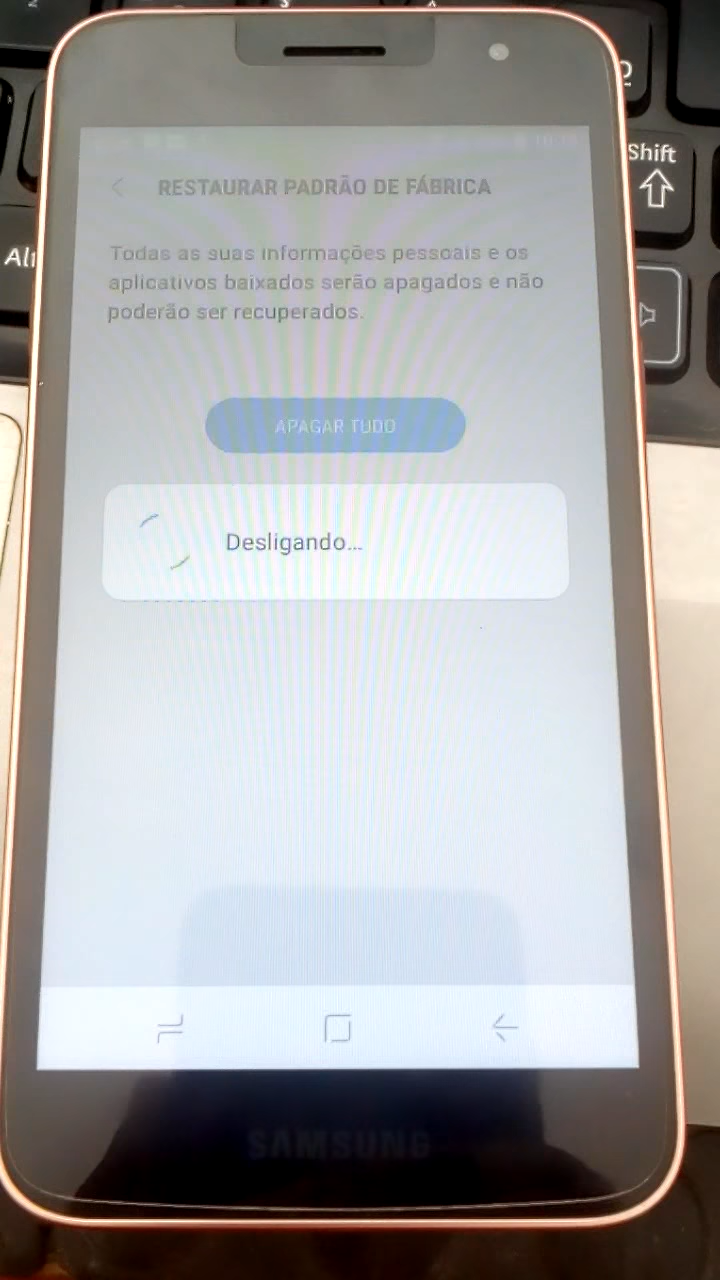 Shift
Alt
RESTAURAR PADRÃO DE FÁBRICA
Todas as suas informações pessoais e os
aplicativos baixados serão apagados e não
poderão ser recuperados.
APAGAR TUDO
Desligando...
SAMSUNG